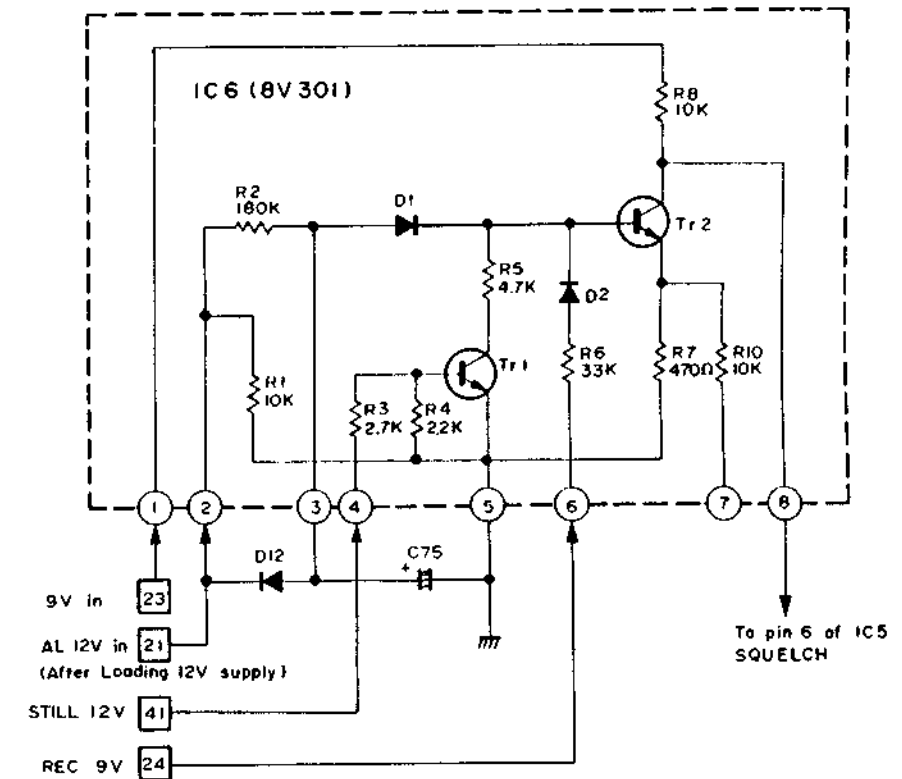 IC6 (8V301)
R8
10K
R2
180K
D1
Tr2
R5
4.7K
D2
Tr1
R6
33K
R7
470Ω
R10
10K
R1
10K
R3
2.7K
R4
2.2K
1
2
3
4
5
6
7
8
D12
C75
+
9V in
23
AL 12V in
21
(After Loading 12V supply)
STILL 12V
41
REC 9V
24
To pin 6 of IC5
SQUELCH